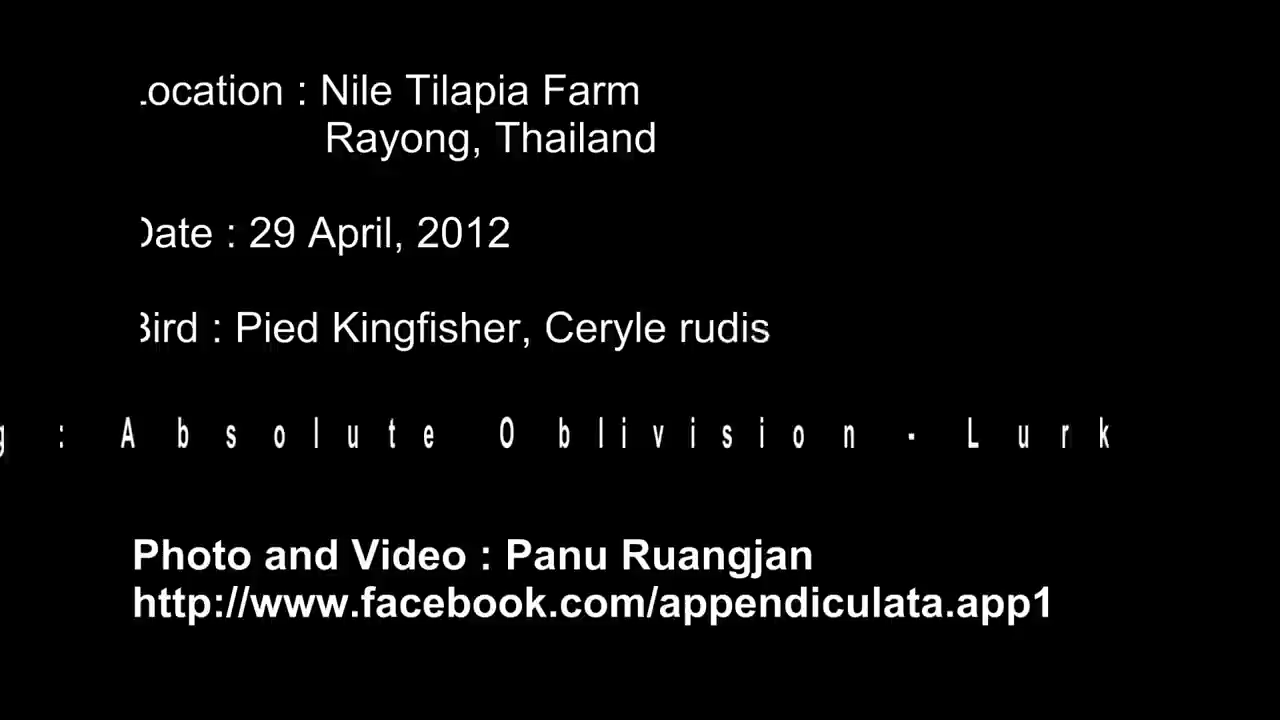 Location : Nile Tilapia Farm
Rayong, Thailand
Date : 29 April, 2012
Bird : Pied Kingfisher, Ceryle rudis
g : Absolute Oblivision - Lurk
Photo and Video : Panu Ruangjan
http://www.facebook.com/appendiculata.app1